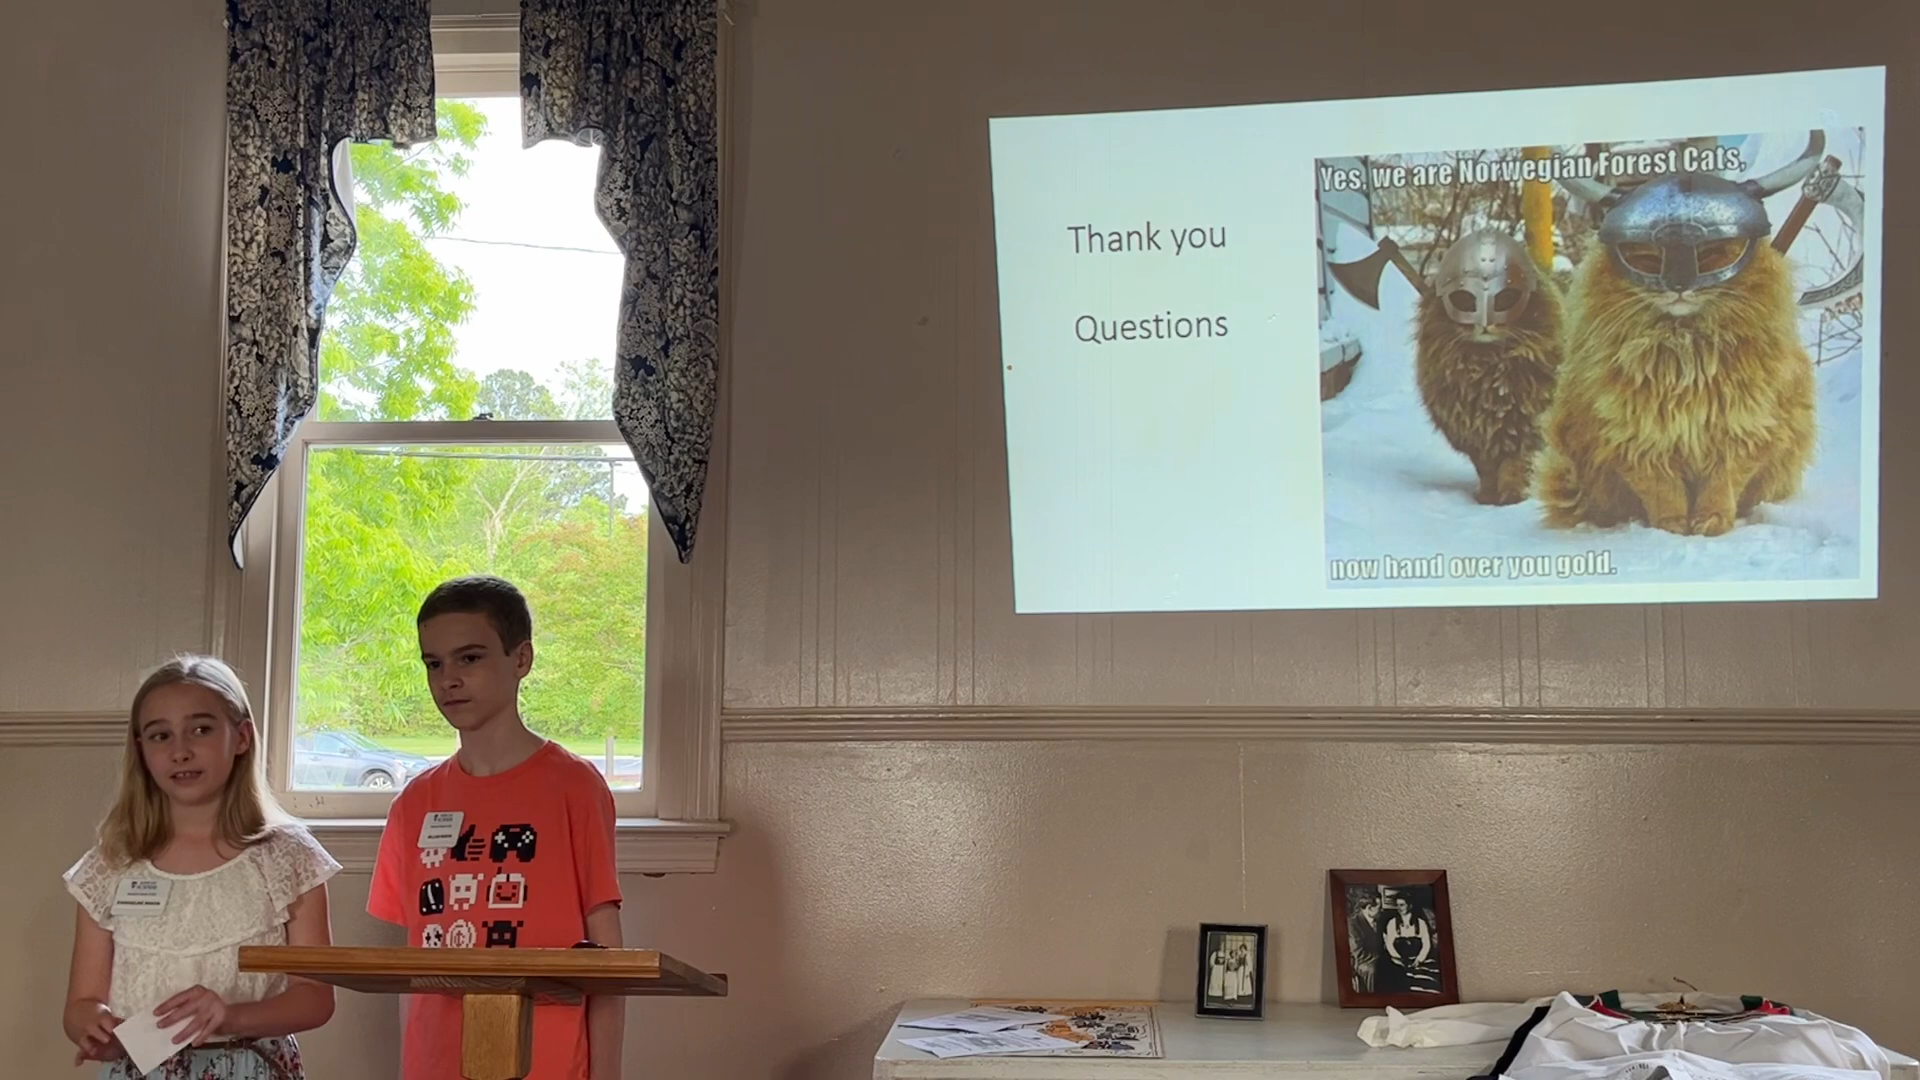 Thank you
Questions
Yes, we are Norwegian Forest Cats,
now hand over you gold.